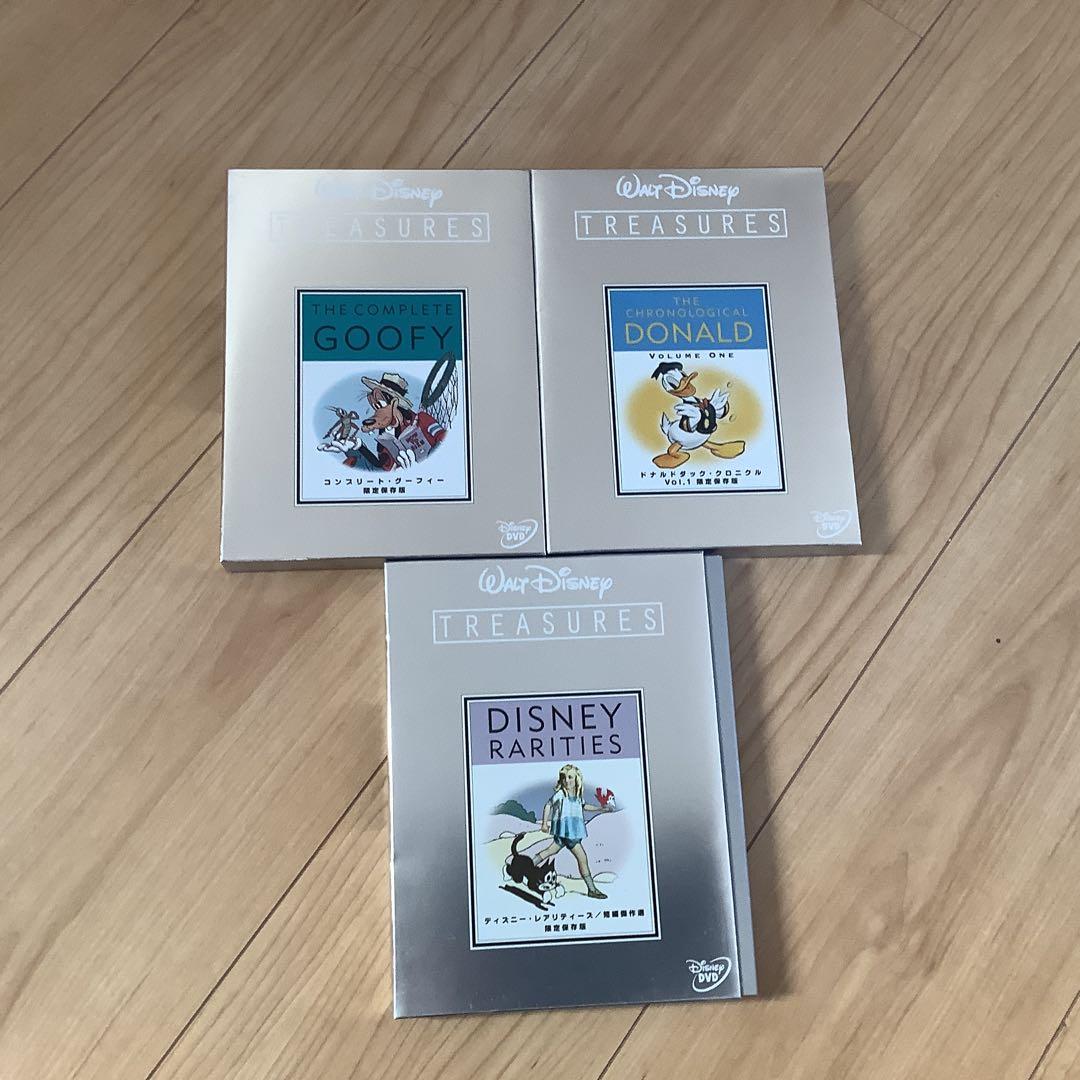 WALT DISNEY
TREASURES
THE COMPLETE
GOOFY
コンプリート・グーフィー
限定保存版
DISNEY
DVD
WALT DISNEY
TREASURES
THE
CHRONOLOGICAL
DONALD
VOLUME ONE
ドナルドダック・クロニクル
Vol.1 限定保存版
DISNEY
DVD
WALT DISNEY
TREASURES
DISNEY
RARITIES
ディズニー・レアリティーズ/短編傑作選
限定保存版
DISNEY
DVD